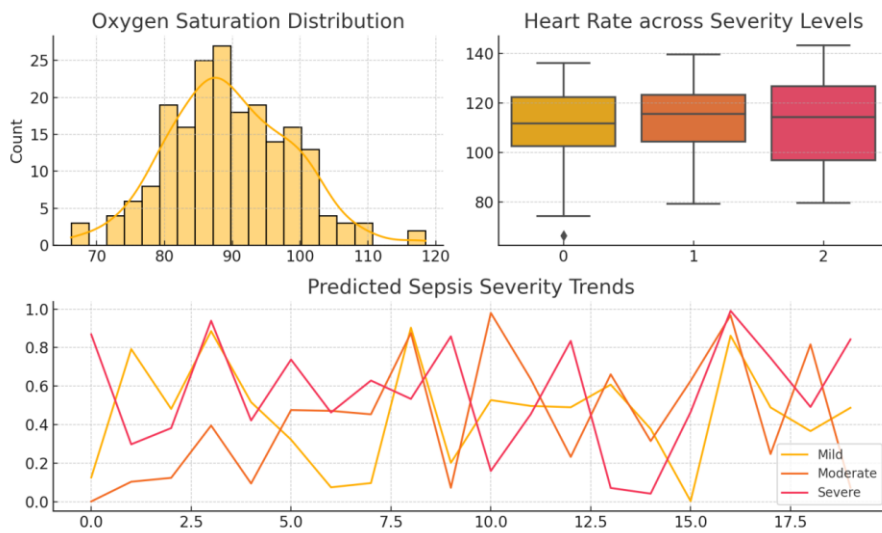 Oxygen Saturation Distribution
Count
25
20
15
10
5
0
70 80 90 100 110 120
Heart Rate across Severity Levels
140
120
100
80
0 1 2
Predicted Sepsis Severity Trends
1.0
0.8
0.6
0.4
0.2
0.0
0.0 2.5 5.0 7.5 10.0 12.5 15.0 17.5
Mild
Moderate
Severe